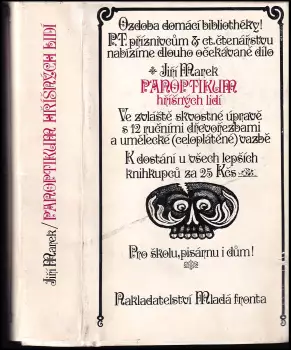 Jiří Marek/PANOPTIKUM HŘÍŠNÝCH LIDÍ
Ozdoba domácí bibliothéky!
P.T. příznivcům & ct. čtenářstvu
nabízíme dlouho očekávané dílo
* Jiří Marek
PANOPTIKUM
hříšných lidí
Ve zvláště skvostné úpravě
s 12 ručními dřevořezbami
a umělecké (celopláténé) vazbě
K dostání u všech lepších
knihkupců za 25 Kčs
Pro školu, pisárnu i dům!
Nakladatelství Mladá fronta